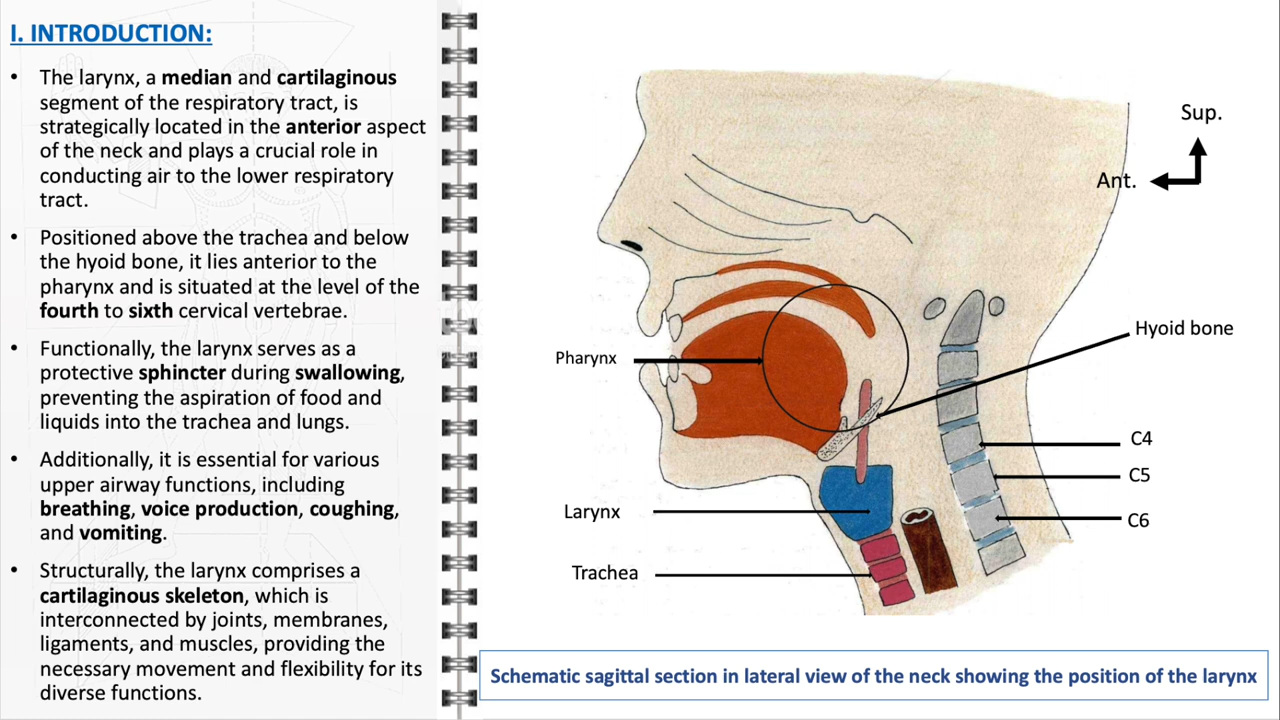 I. INTRODUCTION:
• The larynx, a median and cartilaginous
segment of the respiratory tract, is
strategically located in the anterior aspect
of the neck and plays a crucial role in
conducting air to the lower respiratory
tract.
• Positioned above the trachea and below
the hyoid bone, it lies anterior to the
pharynx and is situated at the level of the
fourth to sixth cervical vertebrae.
• Functionally, the larynx serves as a
protective sphincter during swallowing,
preventing the aspiration of food and
liquids into the trachea and lungs.
• Additionally, it is essential for various
upper airway functions, including
breathing, voice production, coughing,
and vomiting.
• Structurally, the larynx comprises a
cartilaginous skeleton, which is
interconnected by joints, membranes,
ligaments, and muscles, providing the
necessary movement and flexibility for its
diverse functions.
Sup.
Ant.
Hyoid bone
Pharynx
C4
C5
Larynx
C6
Trachea
Schematic sagittal section in lateral view of the neck showing the position of the larynx